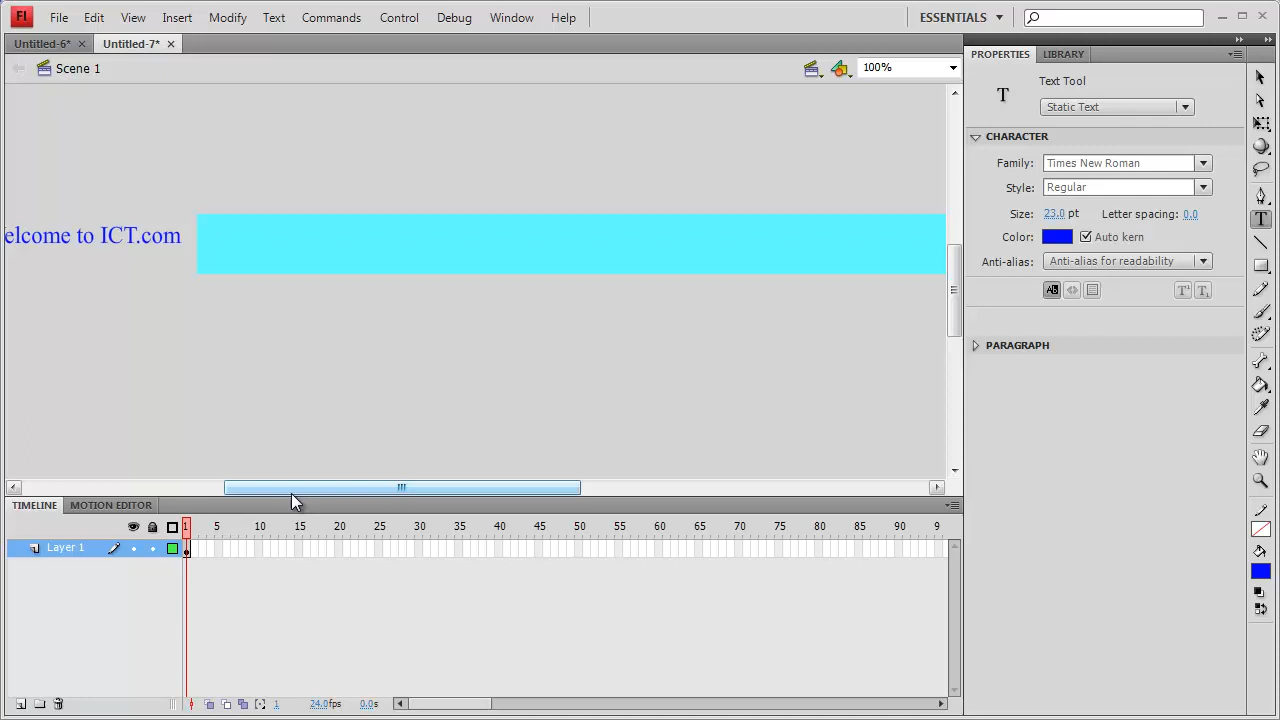 Fl File Edit View Insert Modify Text Commands Control Debug Window Help ESSENTIALS
Untitled-6* Untitled-7*
Scene 1 100%
PROPERTIES LIBRARY
Text Tool
T Static Text
CHARACTER
Family: Times New Roman
Style: Regular
Size: 23.0 pt Letter spacing: 0.0
Color: Auto kern
Anti-alias: Anti-alias for readability
PARAGRAPH
elcome to ICT.com
TIMELINE MOTION EDITOR
1 5 10 15 20 25 30 35 40 45 50 55 60 65 70 75 80 85 90 9
Layer 1
1 24.0fps 0.0s